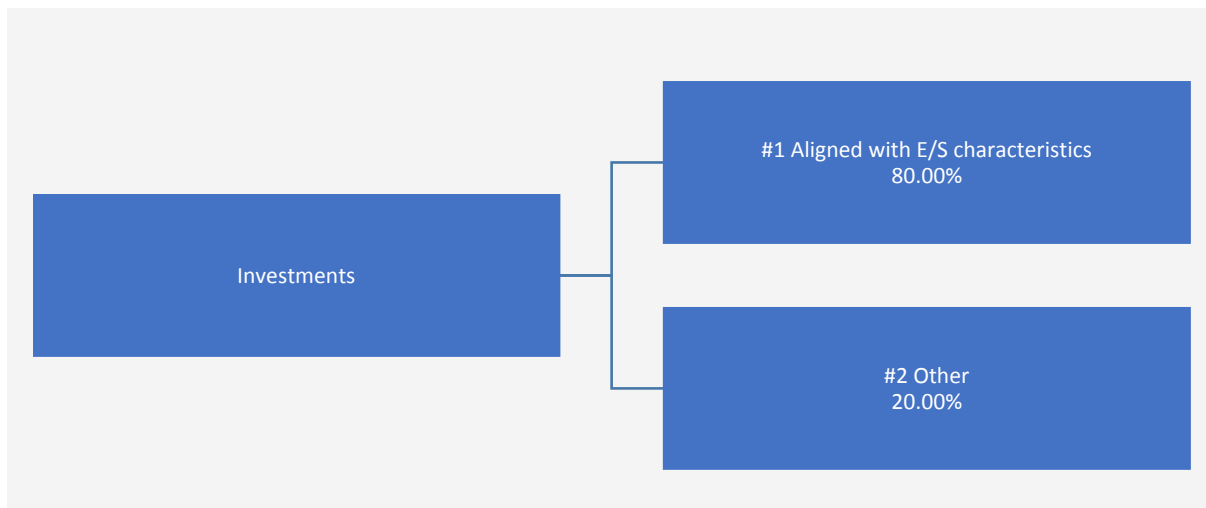 Investments
#1 Aligned with E/S characteristics
80.00%
#2 Other
20.00%